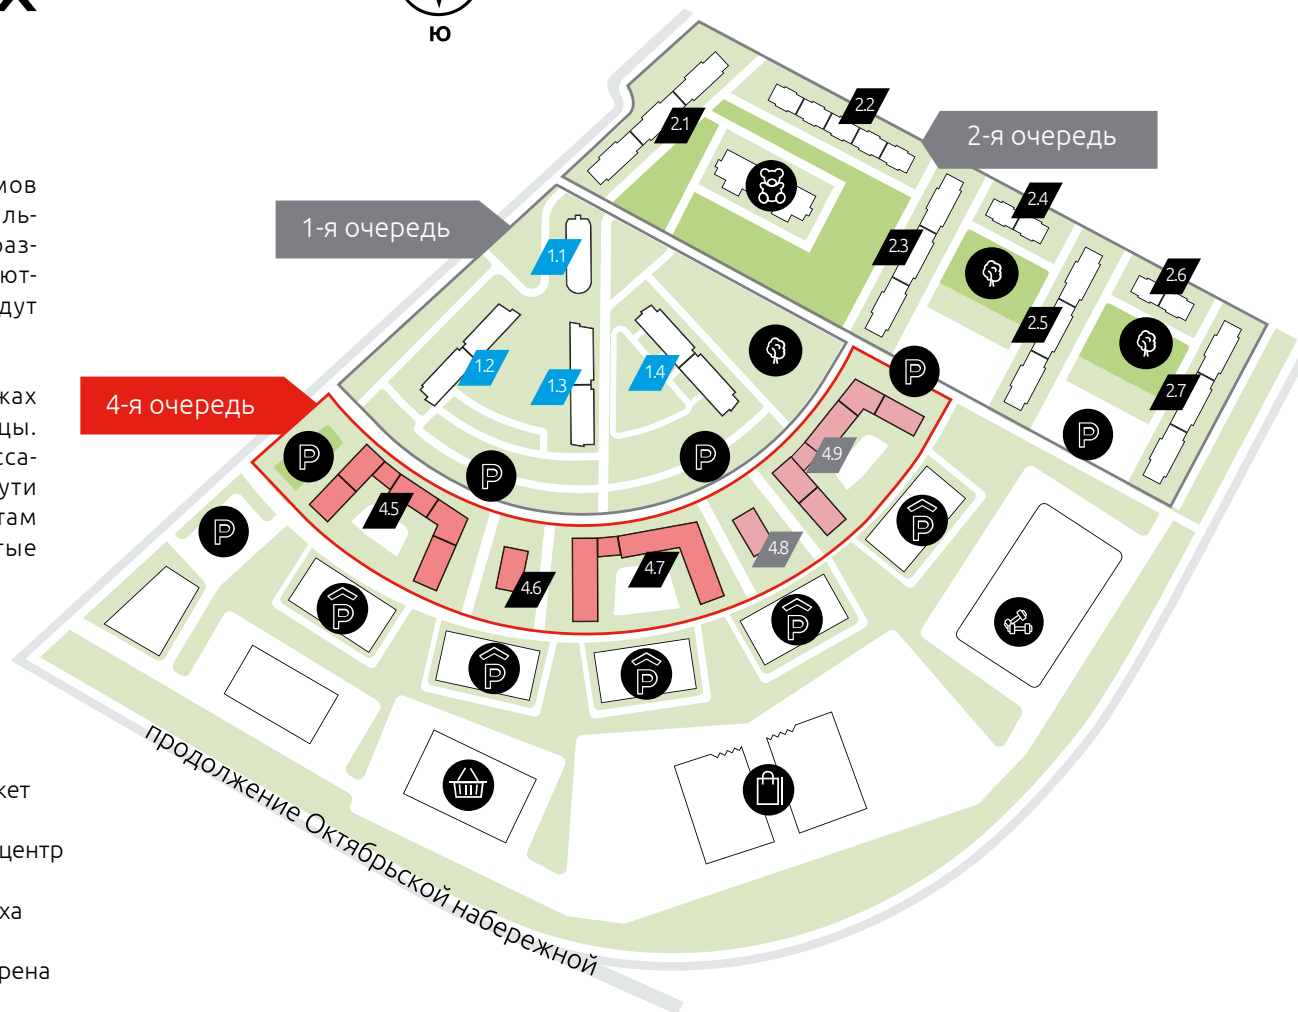 Х
Ю
мов
ль-
раз-
ют-
дут
2-я очередь
1-я очередь
4-я очередь
жах
цы.
сса-
ути
там
тые
2.1
2.2
2.3
2.4
2.5
2.6
2.7
1.1
1.2
1.3
1.4
4.5
4.6
4.7
4.8
4.9
P
P
P
P
P
P
P
P
P
P
P
кет
центр
ха
рена
продолжение Октябрьской набережной